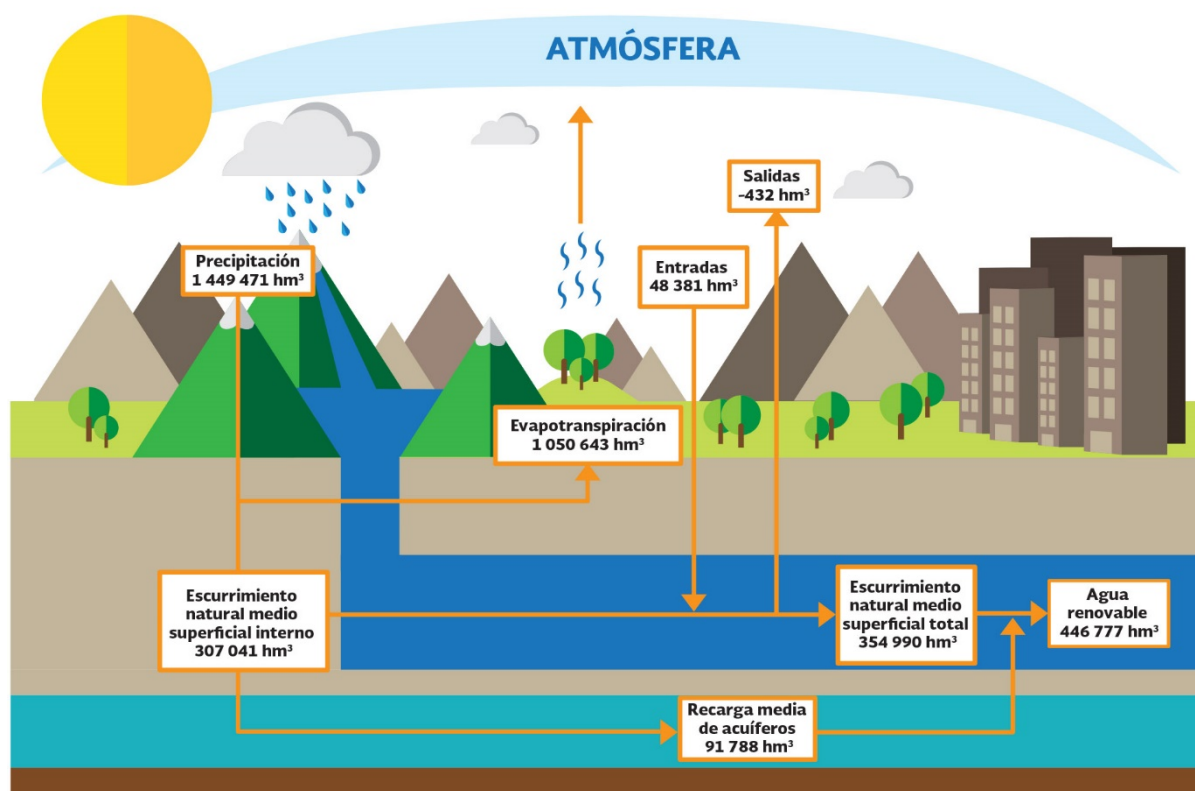 ATMÓSFERA
Salidas
-432 hm³
Precipitación
1 449 471 hm³
Entradas
48 381 hm³
Evapotranspiración
1 050 643 hm³
Escurrimiento
natural medio
superficial interno
307 041 hm³
Escurrimiento
natural medio
superficial total
354 990 hm³
Agua
renovable
446 777 hm³
Recarga media
de acuíferos
91 788 hm³